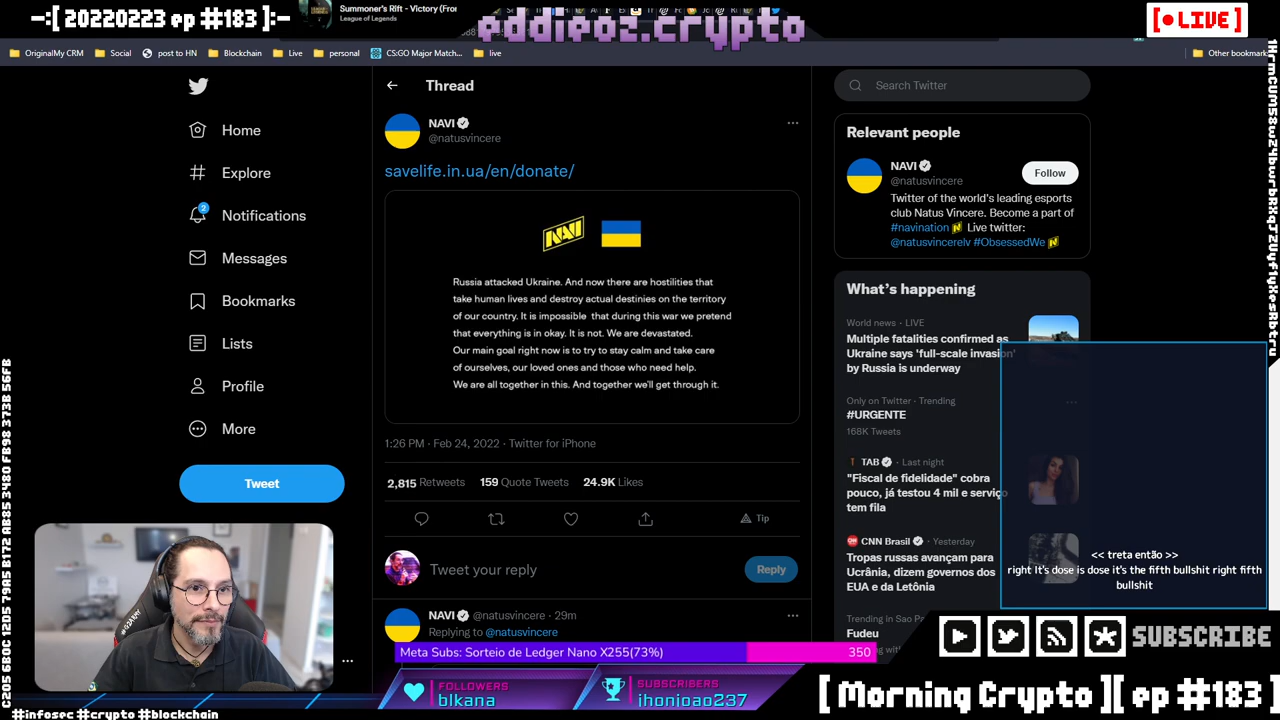 —:[ 20220223 ep #183 ]:—
Summoner's Rift - Victory (Fro
League of Legends
eddieoz.crypto
[ LIVE ]
OriginalMy CRM
Social
post to HN
Blockchain
Live
personal
CS:GO Major Match...
live
Other bookmark
Thread
Search Twitter
Home
Explore
2
Notifications
Messages
Bookmarks
Lists
Profile
More
Tweet
NAVI
@natusvincere
savelife.in.ua/en/donate/
NAVI
Russia attacked Ukraine. And now there are hostilities that
take human lives and destroy actual destinies on the territory
of our country. It is impossible that during this war we pretend
that everything is in okay. It is not. We are devastated.
Our main goal right now is to try to stay calm and take care
of ourselves, our loved ones and those who need help.
We are all together in this. And together we'll get through it.
1:26 PM · Feb 24, 2022 · Twitter for iPhone
2,815 Retweets 159 Quote Tweets 24.9K Likes
Tip
Tweet your reply
Reply
NAVI @natusvincere · 29m
Replying to @natusvincere
Relevant people
NAVI
@natusvincere
Follow
Twitter of the world's leading esports
club Natus Vincere. Become a part of
#navination Live twitter:
@natusvincerelv #ObsessedWe
What's happening
World news · LIVE
Multiple fatalities confirmed as
Ukraine says 'full-scale invasion'
by Russia is underway
Only on Twitter · Trending
#URGENTE
168K Tweets
TAB · Last night
"Fiscal de fidelidade" cobra
pouco, já testou 4 mil e serviço
tem fila
CNN Brasil · Yesterday
Tropas russas avançam para
Ucrânia, dizem governos dos
EUA e da Letônia
Trending in Sao P
Fudeu
<< treta então >>
right It's dose is dose it's the fifth bullshit right fifth
bullshit
Meta Subs: Sorteio de Ledger Nano X255(73%)
350
FOLLOWERS
blkana
SUBSCRIBERS
jhonjoao237
SUBSCRIBE
[ Morning Crypto ][ ep #183 ]
#infosec #crypto #blockchain